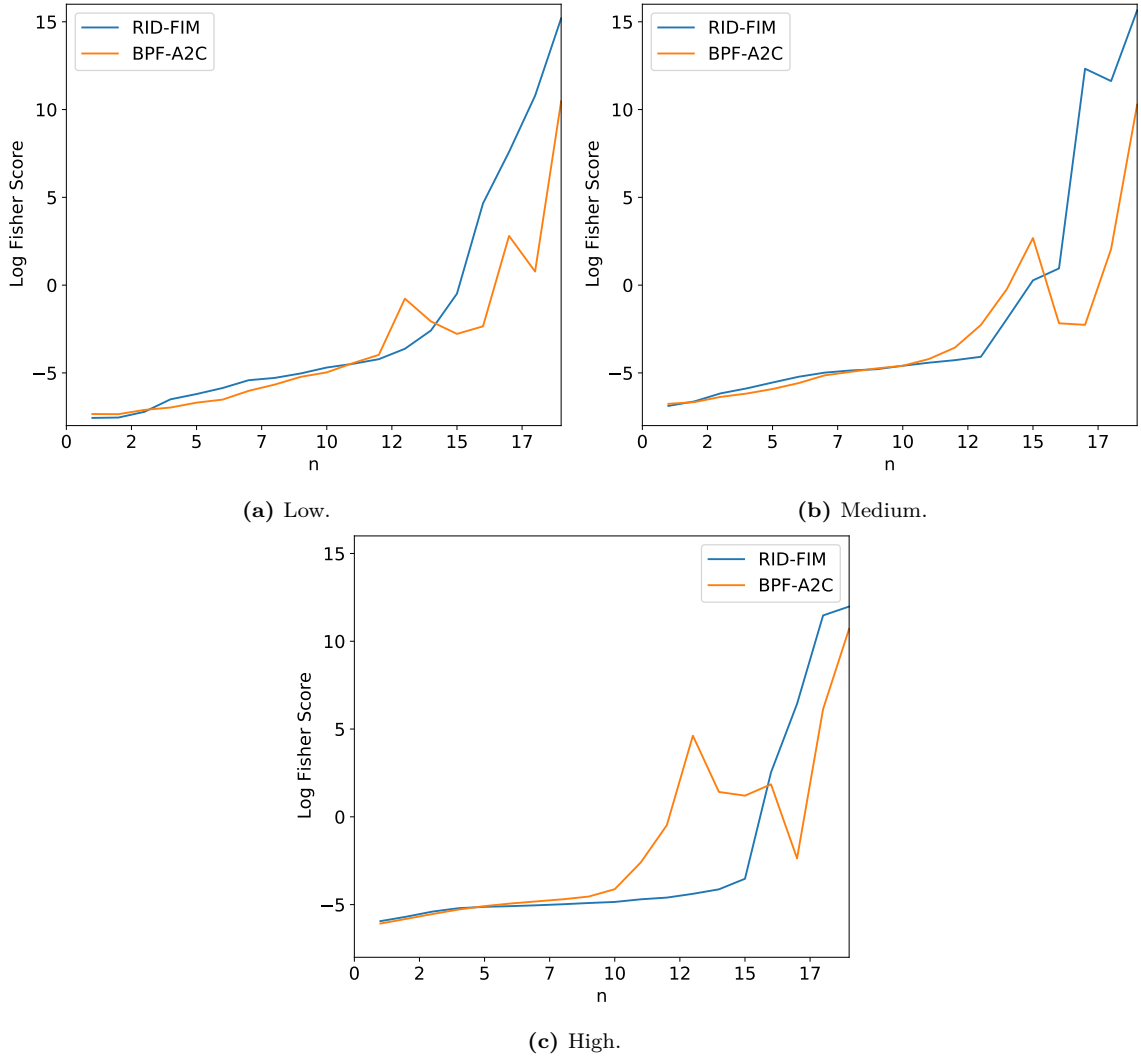 RID-FIM
BPF-A2C
15
10
5
0
−5
Log Fisher Score
0 2 5 7 10 12 15 17
n
(a) Low.
RID-FIM
BPF-A2C
15
10
5
0
−5
Log Fisher Score
0 2 5 7 10 12 15 17
n
(b) Medium.
RID-FIM
BPF-A2C
15
10
5
0
−5
Log Fisher Score
0 2 5 7 10 12 15 17
n
(c) High.